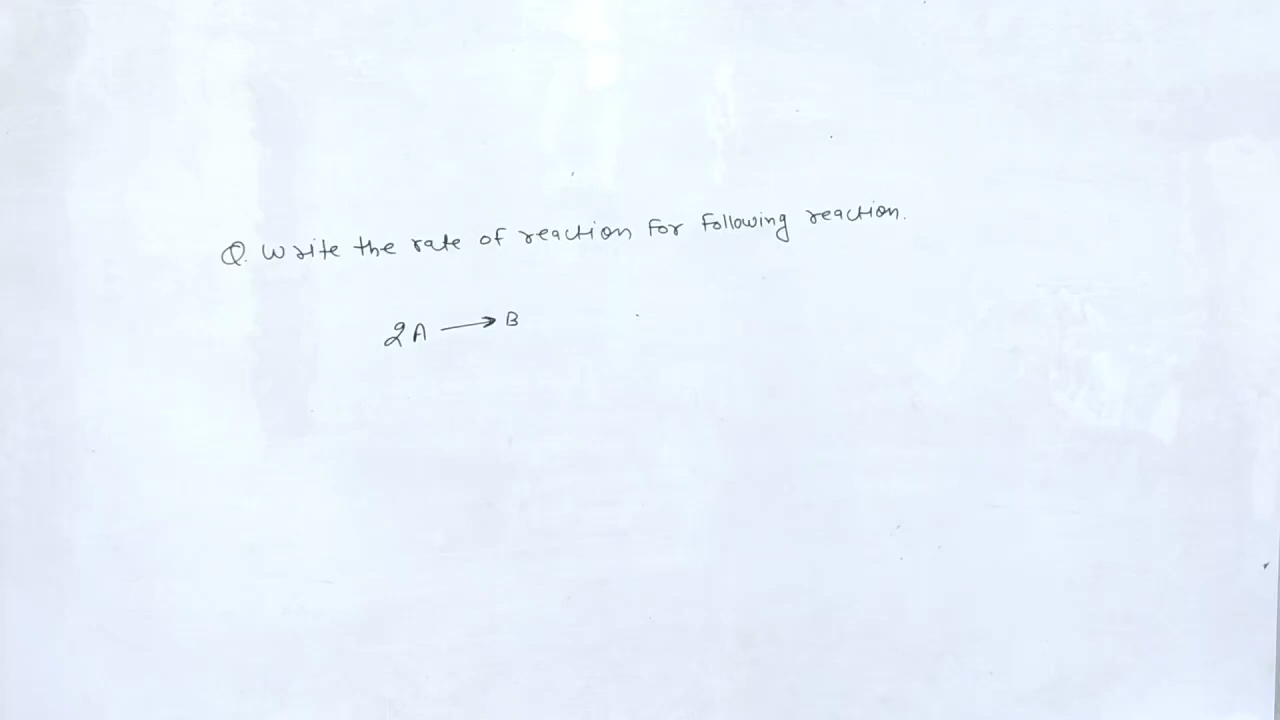 Q. Write the rate of reaction For Following reaction.
2A ⟶ B